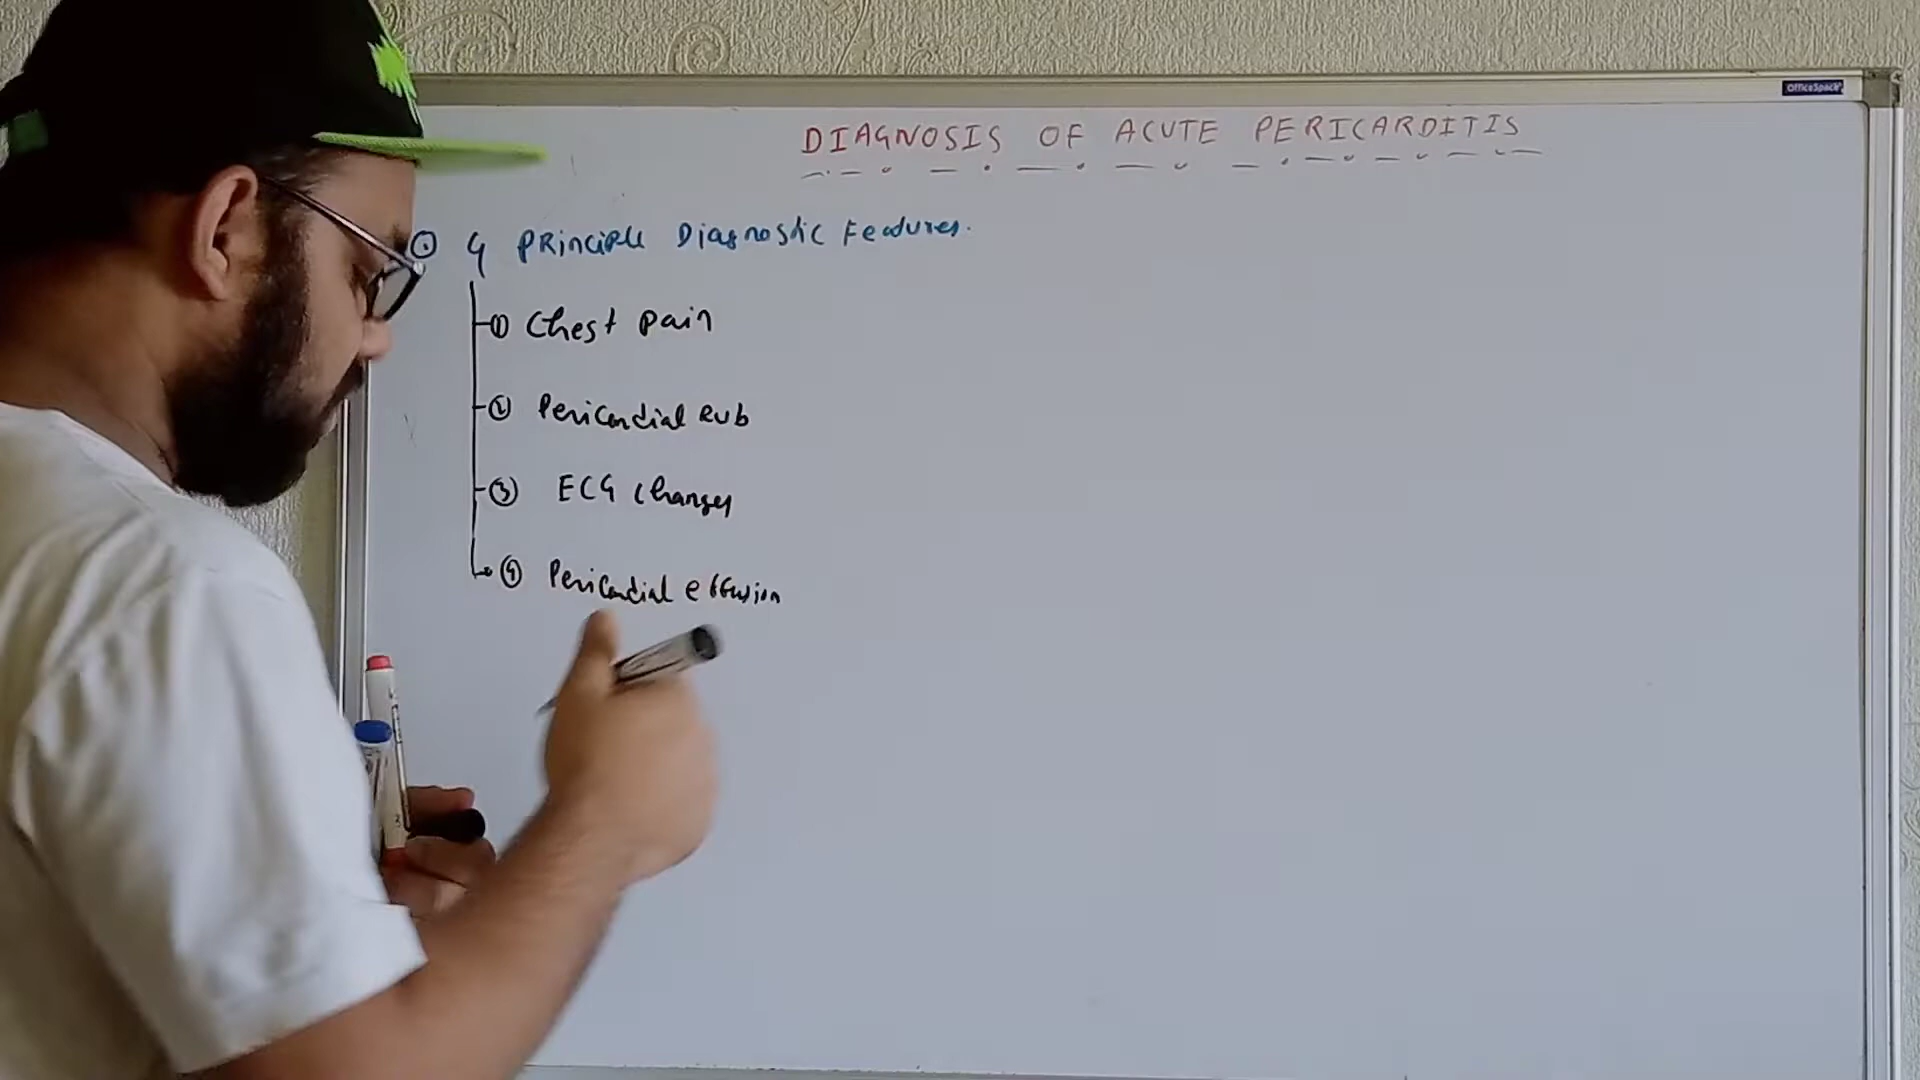 OfficeSpace
DIAGNOSIS OF ACUTE PERICARDITIS
4 PRinciPle Diagnostic Features.
① Chest Pain
② Pericardial Rub
③ ECG Changes
④ Pericardial effusion